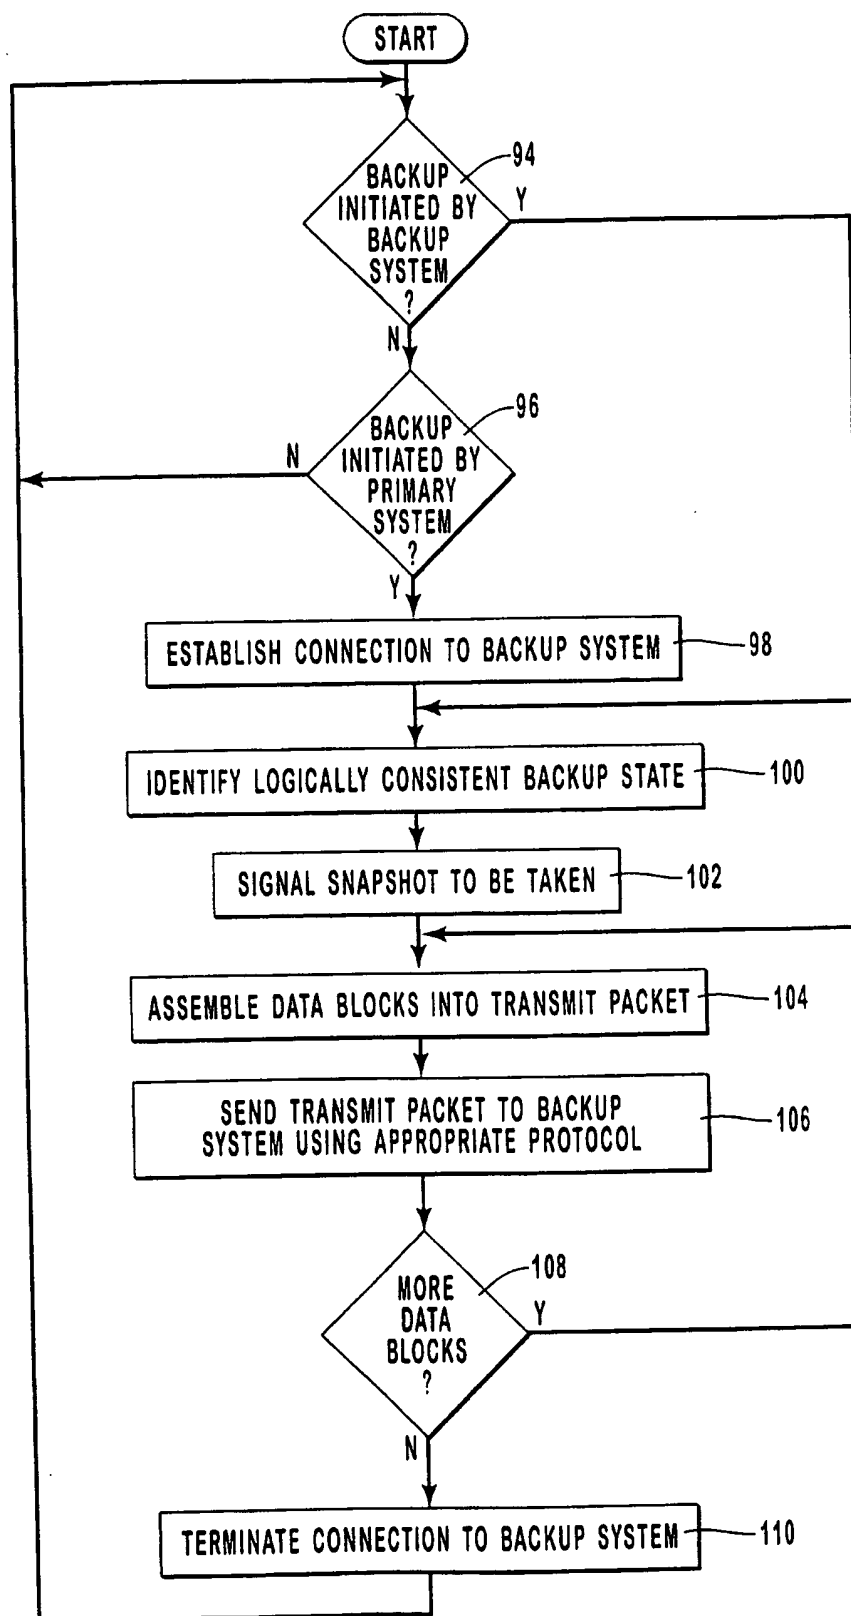 START
94
BACKUP
INITIATED BY
BACKUP
SYSTEM
?
Y
N
96
BACKUP
INITIATED BY
PRIMARY
SYSTEM
?
N
Y
ESTABLISH CONNECTION TO BACKUP SYSTEM
98
IDENTIFY LOGICALLY CONSISTENT BACKUP STATE
100
SIGNAL SNAPSHOT TO BE TAKEN
102
ASSEMBLE DATA BLOCKS INTO TRANSMIT PACKET
104
SEND TRANSMIT PACKET TO BACKUP
SYSTEM USING APPROPRIATE PROTOCOL
106
108
MORE
DATA
BLOCKS
?
Y
N
TERMINATE CONNECTION TO BACKUP SYSTEM
110